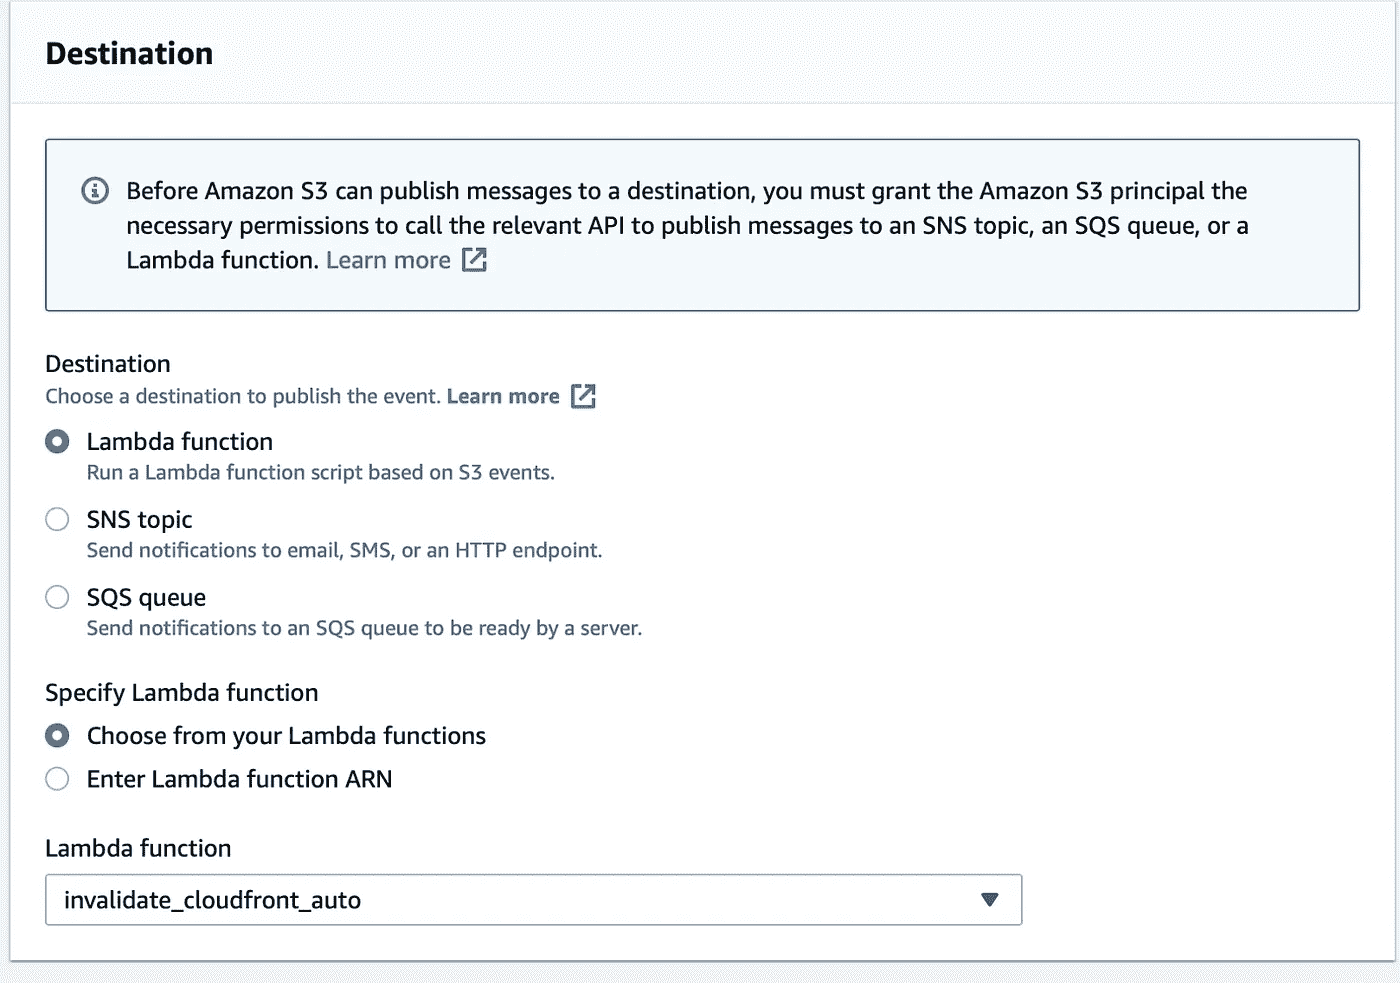 Destination
Before Amazon S3 can publish messages to a destination, you must grant the Amazon S3 principal the
necessary permissions to call the relevant API to publish messages to an SNS topic, an SQS queue, or a
Lambda function. Learn more
Destination
Choose a destination to publish the event. Learn more
Lambda function
Run a Lambda function script based on S3 events.
SNS topic
Send notifications to email, SMS, or an HTTP endpoint.
SQS queue
Send notifications to an SQS queue to be ready by a server.
Specify Lambda function
Choose from your Lambda functions
Enter Lambda function ARN
Lambda function
invalidate_cloudfront_auto